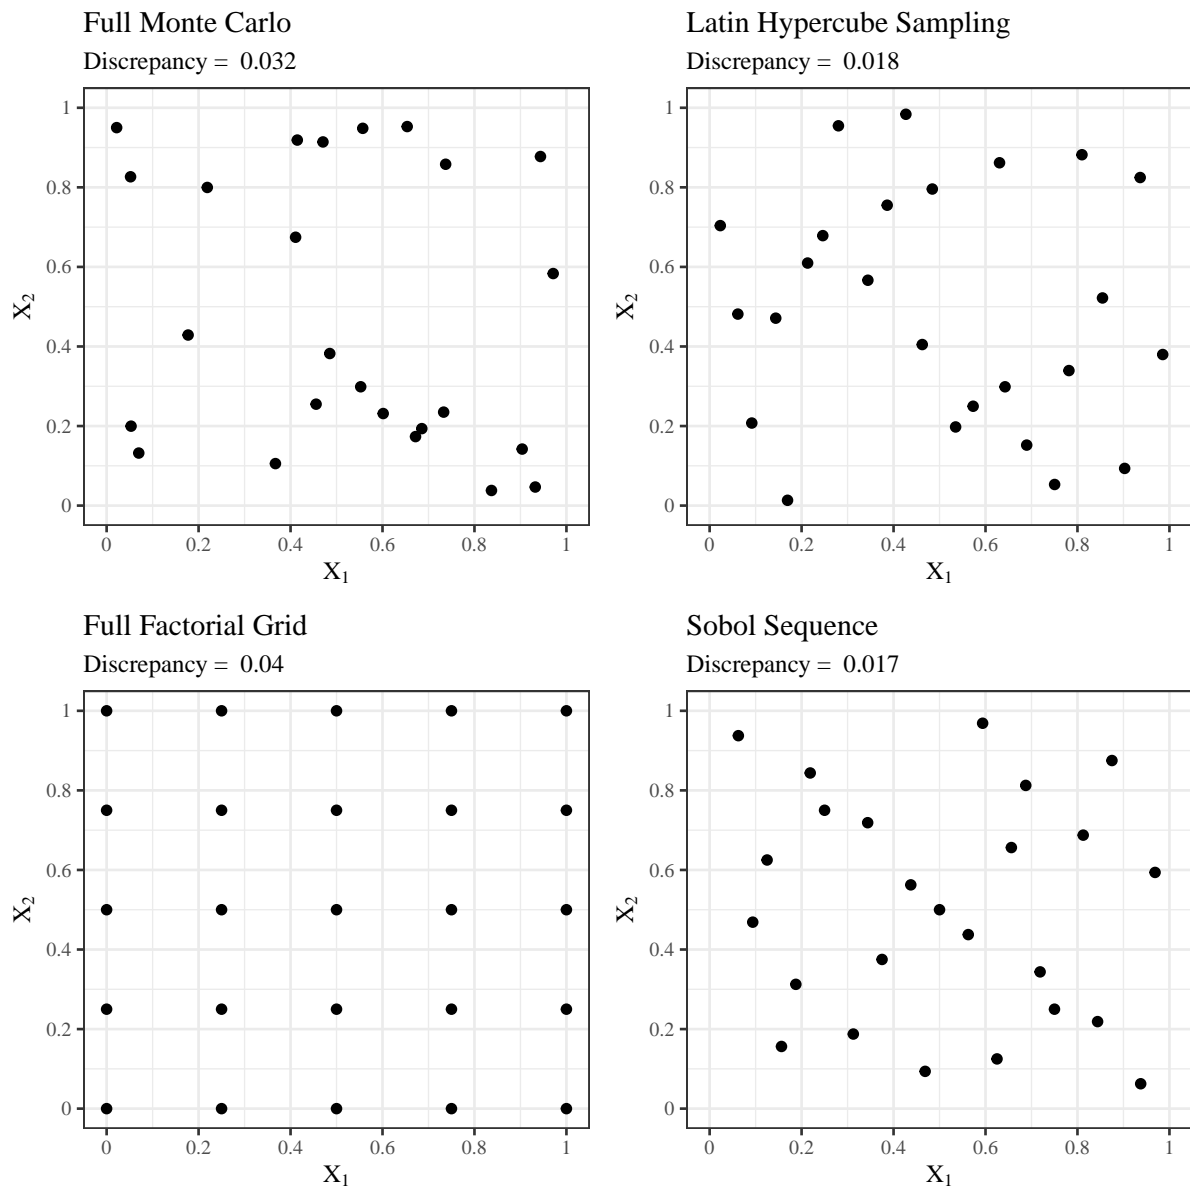 Full Monte Carlo
Discrepancy = 0.032
1
0.8
0.6
0.4
0.2
0
X₂
0 0.2 0.4 0.6 0.8 1
X₁
Latin Hypercube Sampling
Discrepancy = 0.018
1
0.8
0.6
0.4
0.2
0
X₂
0 0.2 0.4 0.6 0.8 1
X₁
Full Factorial Grid
Discrepancy = 0.04
1
0.8
0.6
0.4
0.2
0
X₂
0 0.2 0.4 0.6 0.8 1
X₁
Sobol Sequence
Discrepancy = 0.017
1
0.8
0.6
0.4
0.2
0
X₂
0 0.2 0.4 0.6 0.8 1
X₁